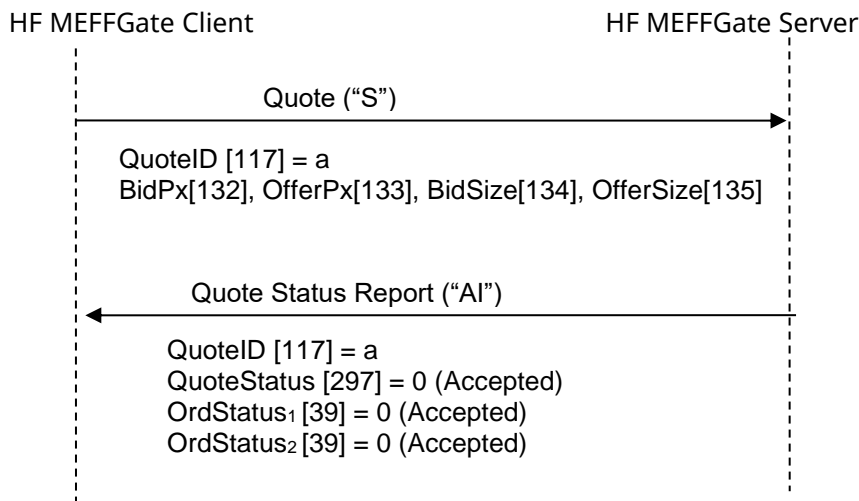 HF MEFFGate Client
HF MEFFGate Server
Quote (“S”)
QuoteID [117] = a
BidPx[132], OfferPx[133], BidSize[134], OfferSize[135]
Quote Status Report (“AI”)
QuoteID [117] = a
QuoteStatus [297] = 0 (Accepted)
OrdStatus₁ [39] = 0 (Accepted)
OrdStatus₂ [39] = 0 (Accepted)